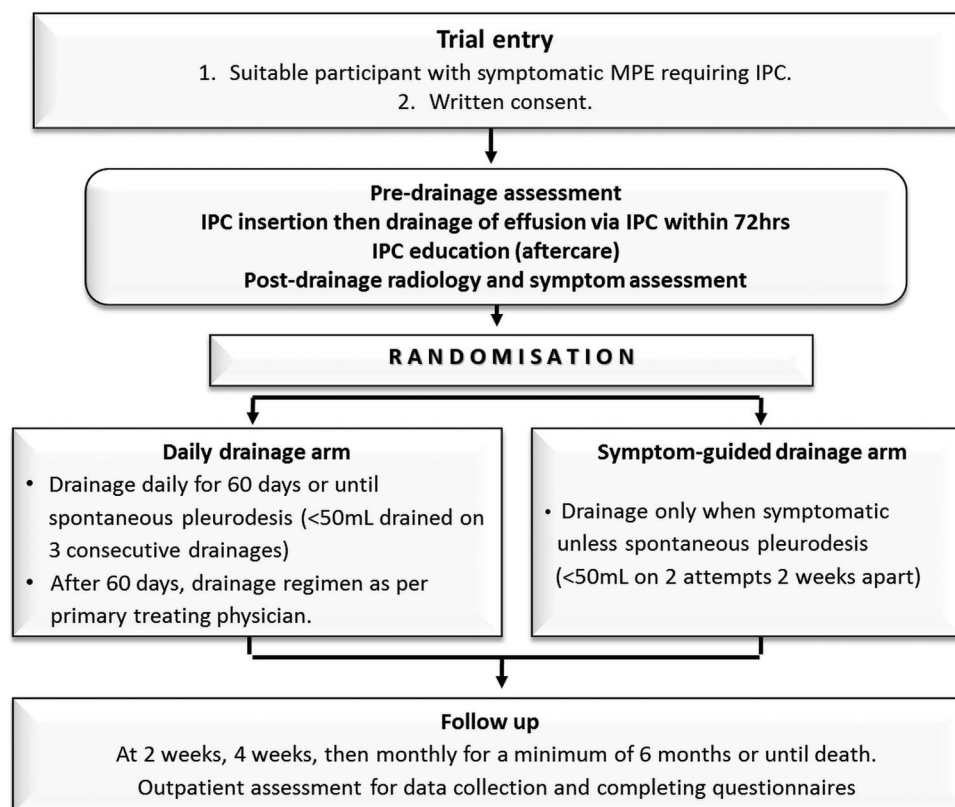 Trial entry
1. Suitable participant with symptomatic MPE requiring IPC.
2. Written consent.
Pre-drainage assessment
IPC insertion then drainage of effusion via IPC within 72hrs
IPC education (aftercare)
Post-drainage radiology and symptom assessment
RANDOMISATION
Daily drainage arm
• Drainage daily for 60 days or until
spontaneous pleurodesis (<50mL drained on
3 consecutive drainages)
• After 60 days, drainage regimen as per
primary treating physician.
Symptom-guided drainage arm
• Drainage only when symptomatic
unless spontaneous pleurodesis
(<50mL on 2 attempts 2 weeks apart)
Follow up
At 2 weeks, 4 weeks, then monthly for a minimum of 6 months or until death.
Outpatient assessment for data collection and completing questionnaires